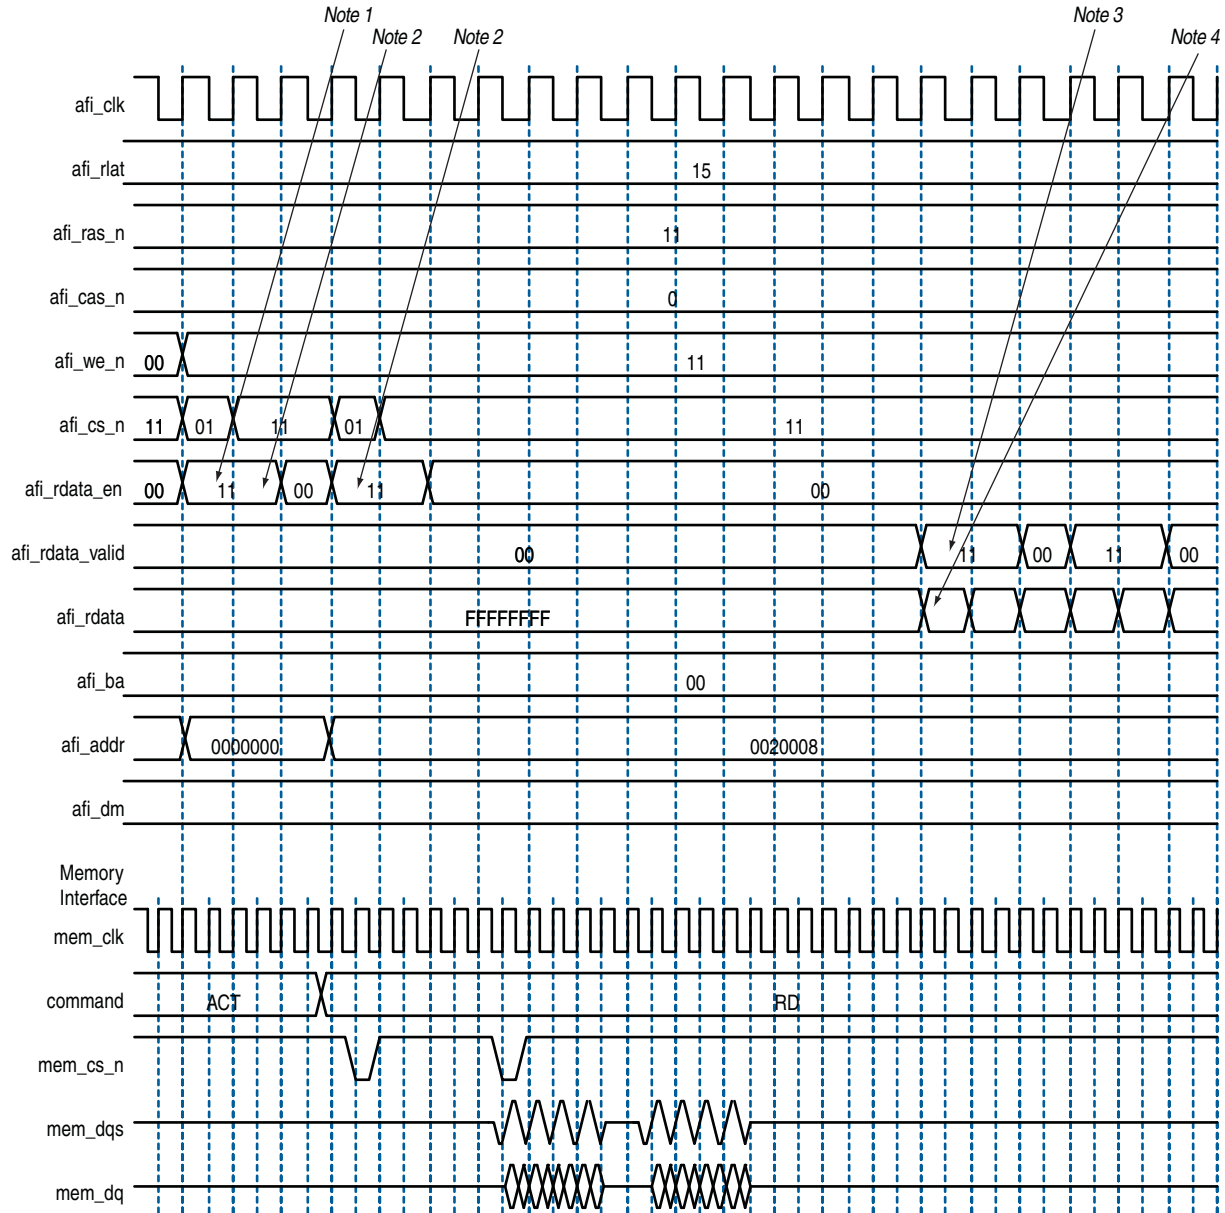 Note 1
Note 2
Note 2
Note 3
Note 4
afi_clk
afi_rlat
15
afi_ras_n
11
afi_cas_n
0
afi_we_n
00
11
afi_cs_n
11
01
11
01
11
afi_rdata_en
00
11
00
11
00
afi_rdata_valid
00
11
00
11
00
afi_rdata
FFFFFFFF
afi_ba
00
afi_addr
0000000
0020008
afi_dm
Memory
Interface
mem_clk
command
ACT
RD
mem_cs_n
mem_dqs
mem_dq